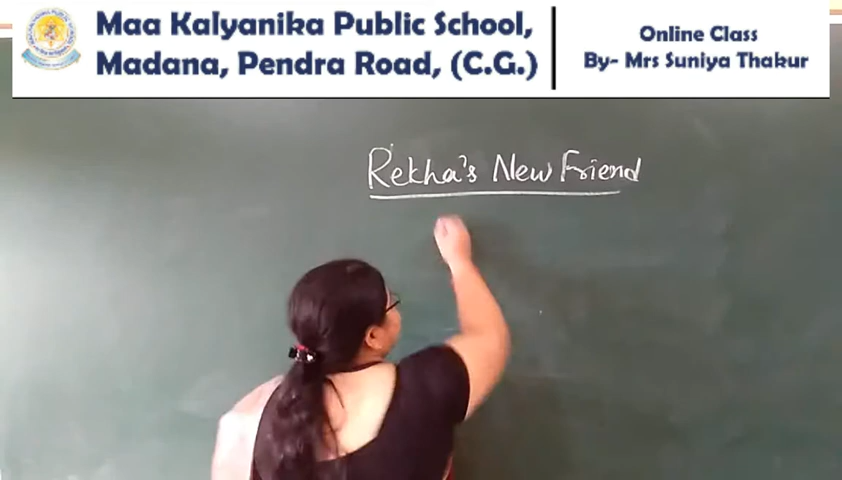 Maa Kalyanika Public School,
Madana, Pendra Road, (C.G.)
Online Class
By- Mrs Suniya Thakur
Rekha's New Friend